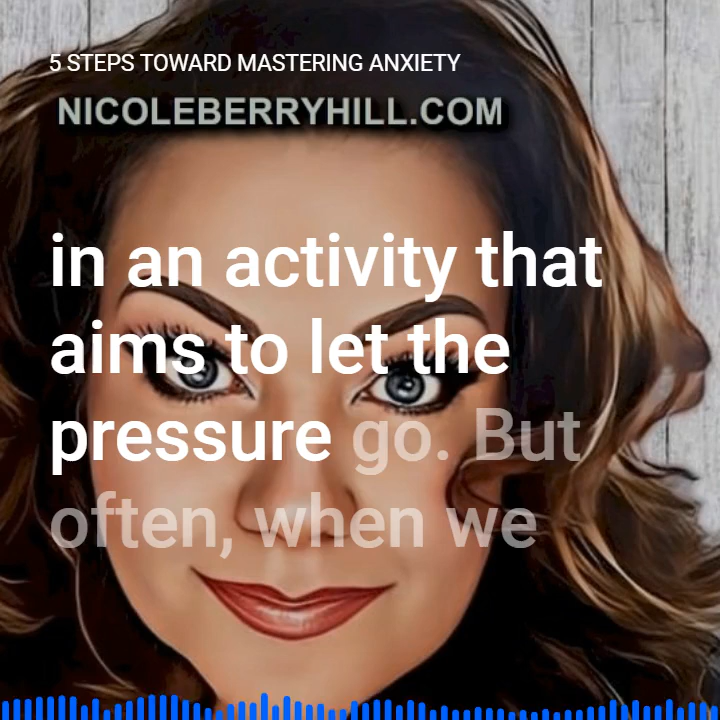 5 STEPS TOWARD MASTERING ANXIETY
NICOLEBERRYHILL.COM
in an activity that
aims to let the
pressure go. But
often, when we